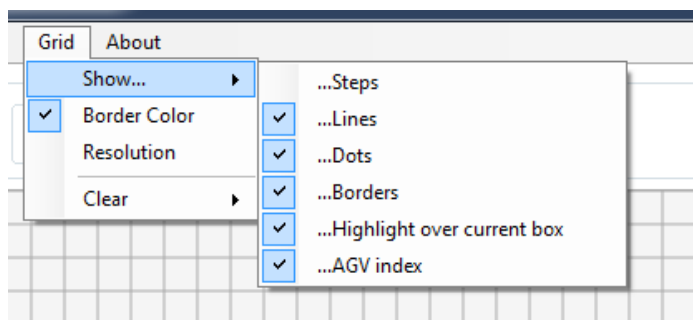 Grid About
Show...
Border Color
Resolution
Clear
...Steps
...Lines
...Dots
...Borders
...Highlight over current box
...AGV index